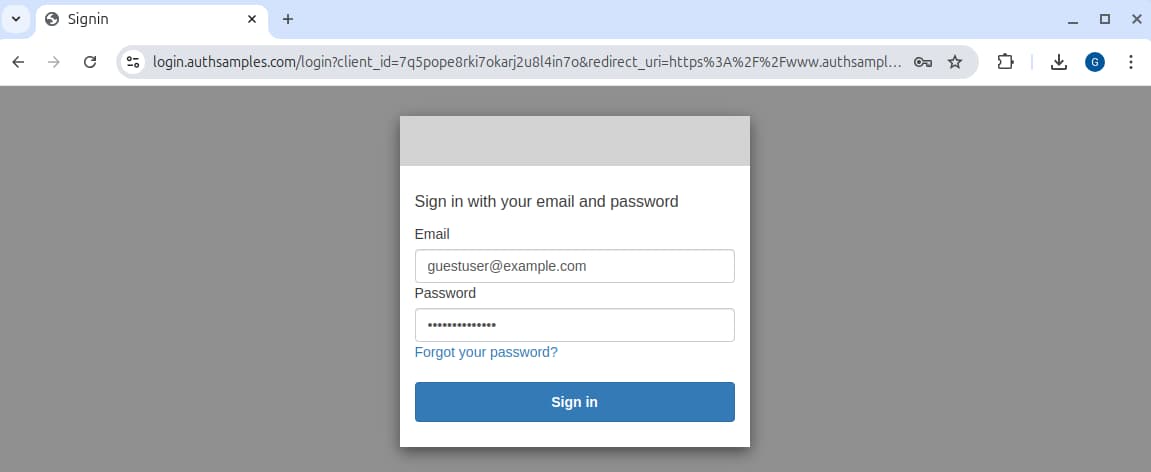 Signin
login.authsamples.com/login?client_id=7q5pope8rki7okarj2u8l4in7o&redirect_uri=https%3A%2F%2Fwww.authsampl...
G
Sign in with your email and password
Email
guestuser@example.com
Password
••••••••••••••
Forgot your password?
Sign in